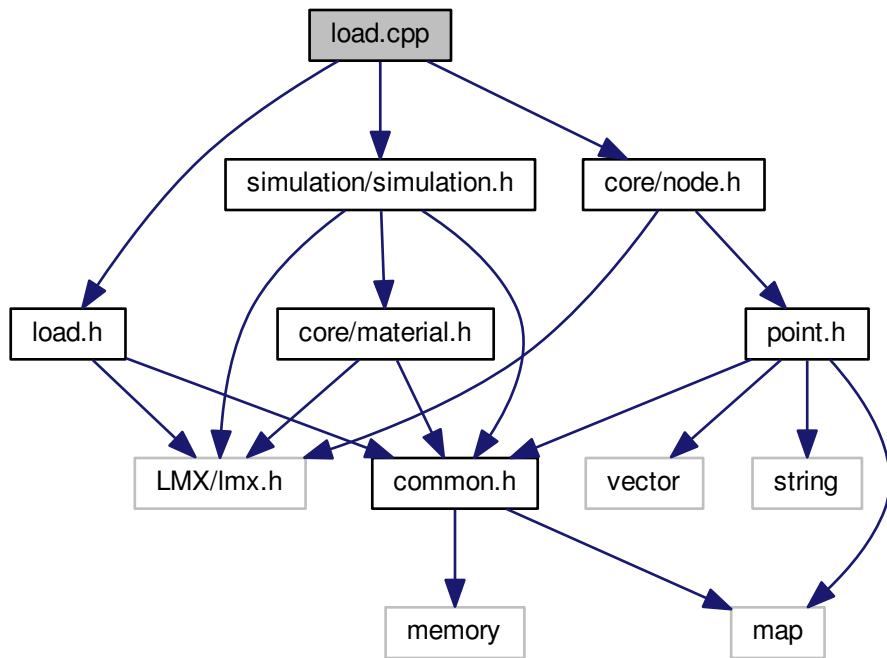 load.cpp
simulation/simulation.h
core/node.h
load.h
core/material.h
point.h
LMX/lmx.h
common.h
vector
string
memory
map